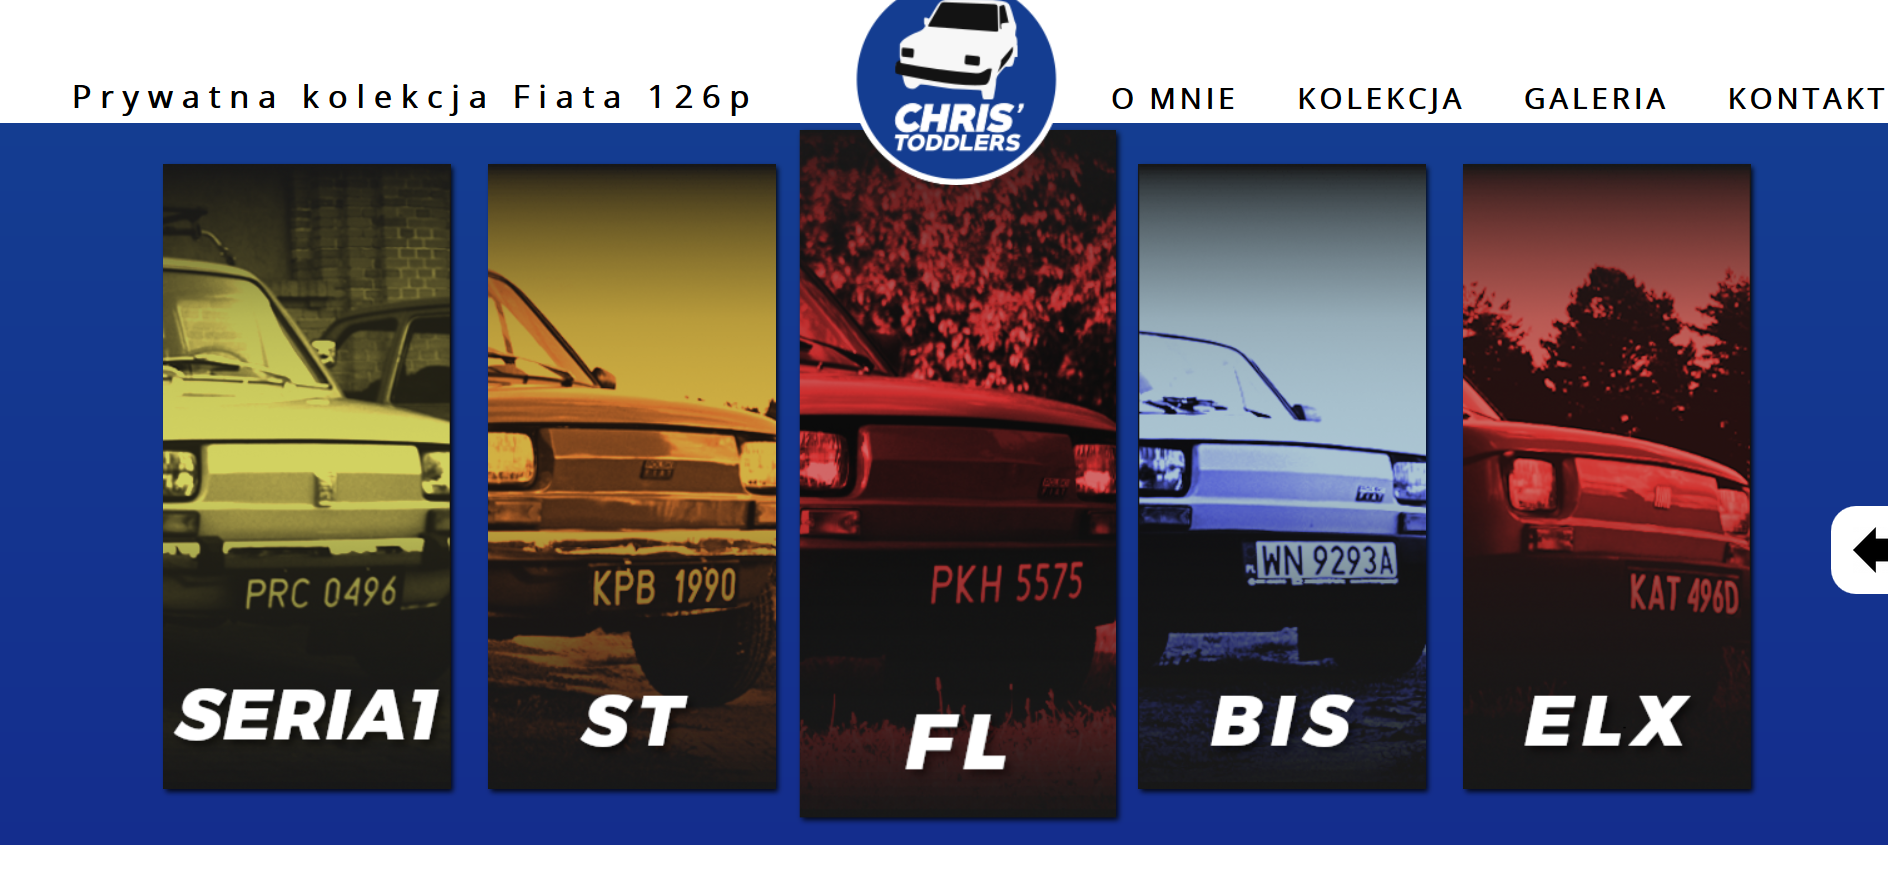 Prywatna kolekcja Fiata 126p
CHRIS'
TODDLERS
O MNIE KOLEKCJA GALERIA KONTAKT
PRC 0496
SERIA1
KPB 1990
ST
PKH 5575
FL
WN 9293A
BIS
KAT 496D
ELX